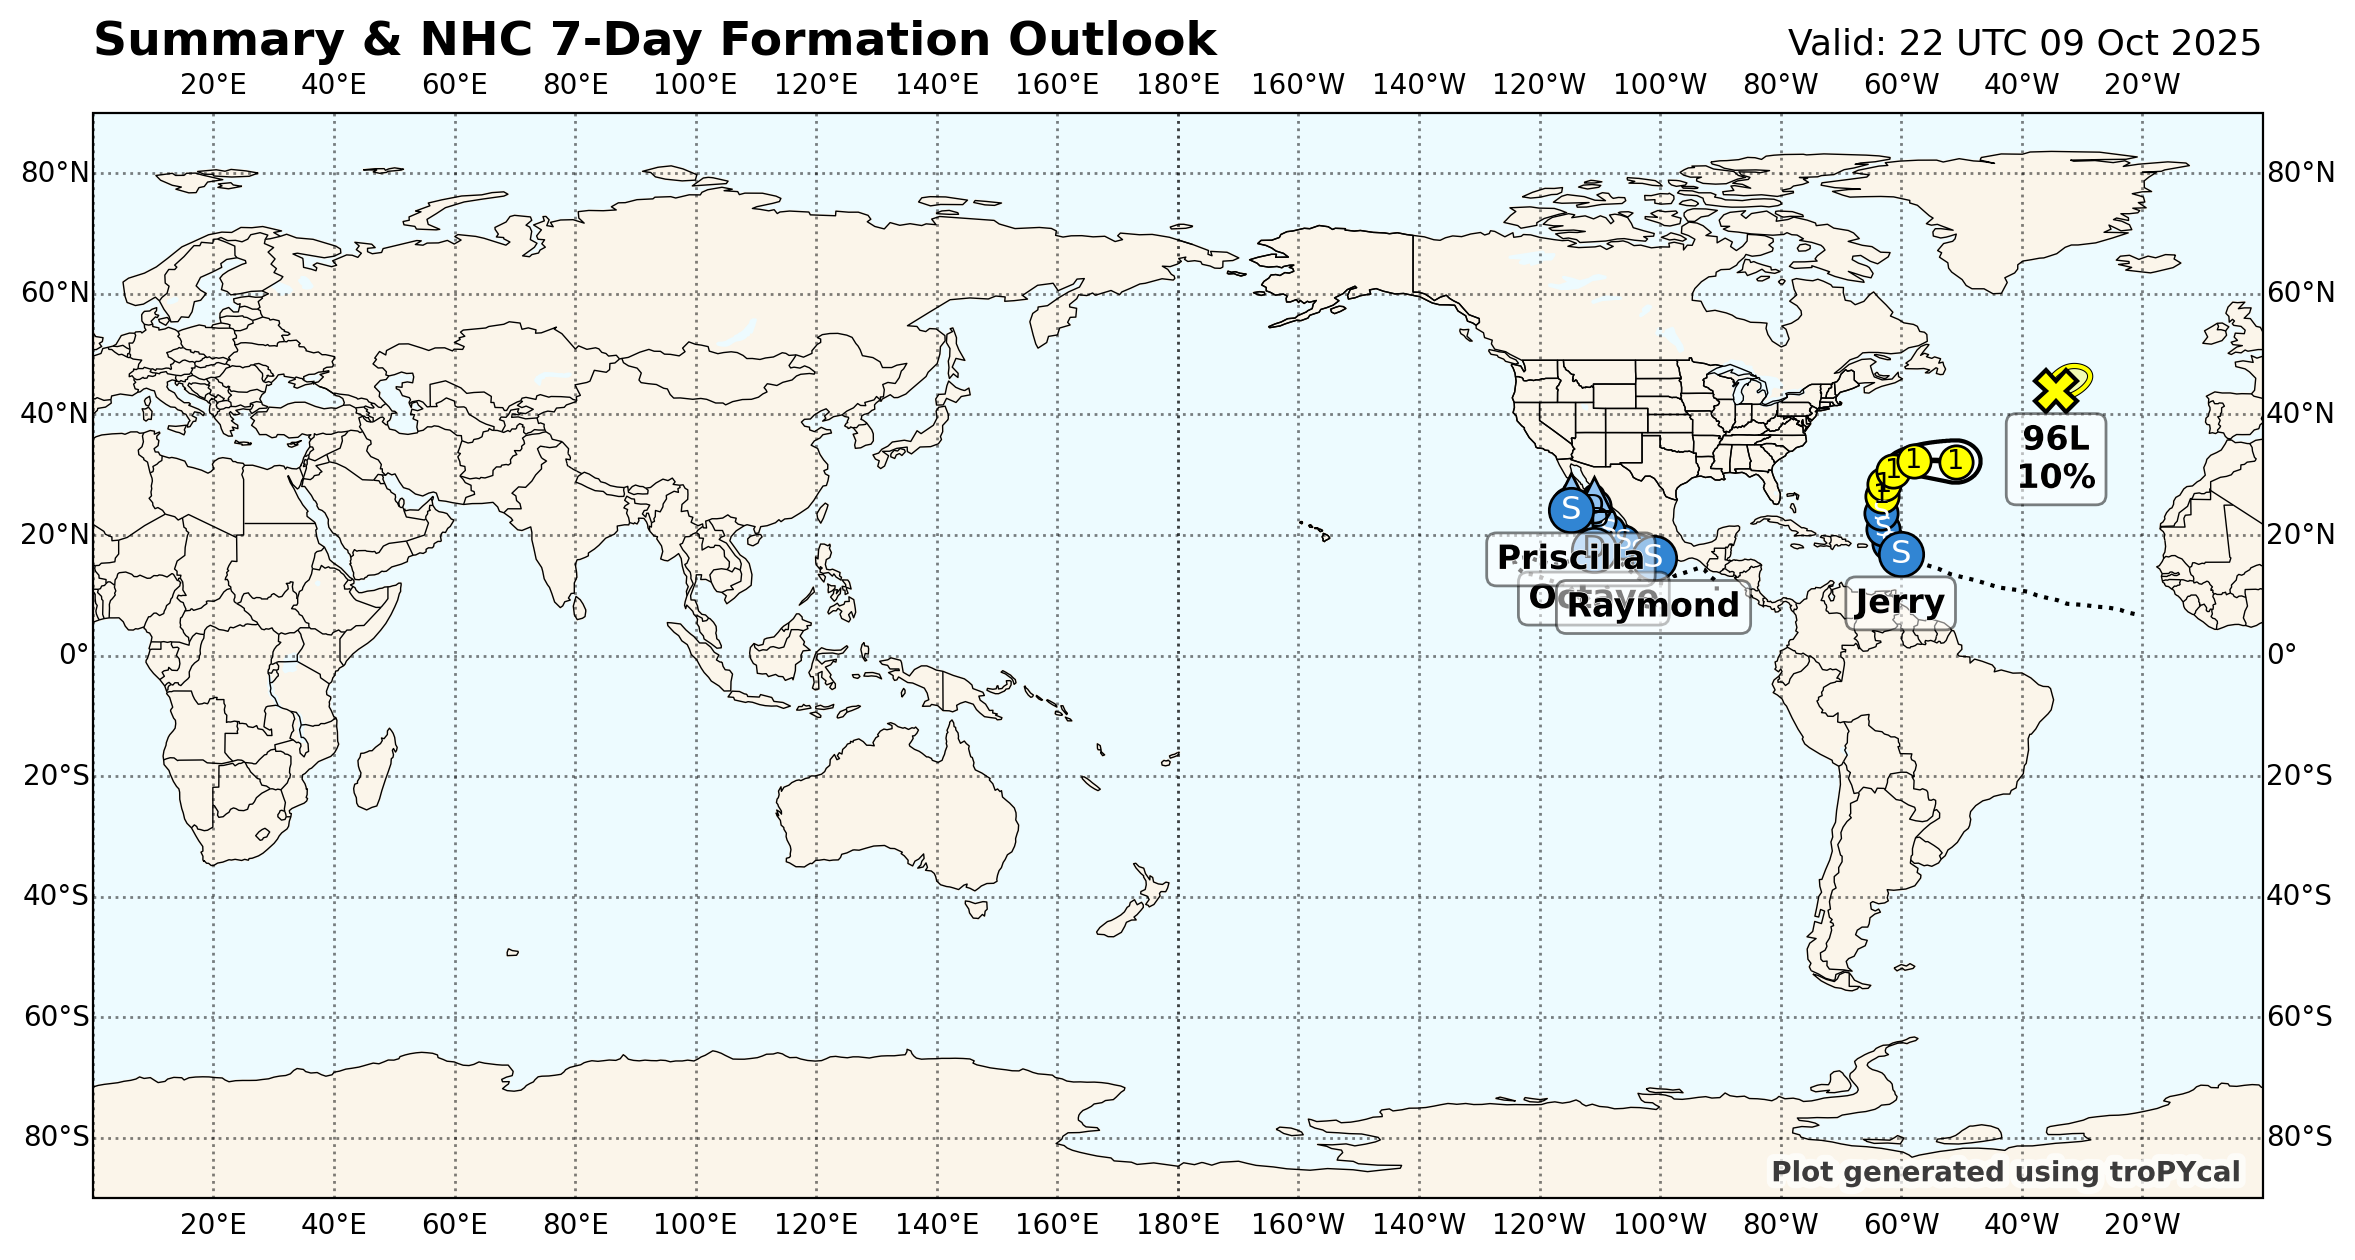 Summary & NHC 7-Day Formation Outlook
Valid: 22 UTC 09 Oct 2025
20°E 40°E 60°E 80°E 100°E 120°E 140°E 160°E 180°E 160°W 140°W 120°W 100°W 80°W 60°W 40°W 20°W
80°N 80°N
60°N 60°N
40°N 40°N
96L
10%
1 1 1 1 1
20°N 20°N
S
S
D
S
S
S
Priscilla
Octave
Raymond
Jerry
0° 0°
20°S 20°S
40°S 40°S
60°S 60°S
80°S 80°S
Plot generated using troPYcal
20°E 40°E 60°E 80°E 100°E 120°E 140°E 160°E 180°E 160°W 140°W 120°W 100°W 80°W 60°W 40°W 20°W